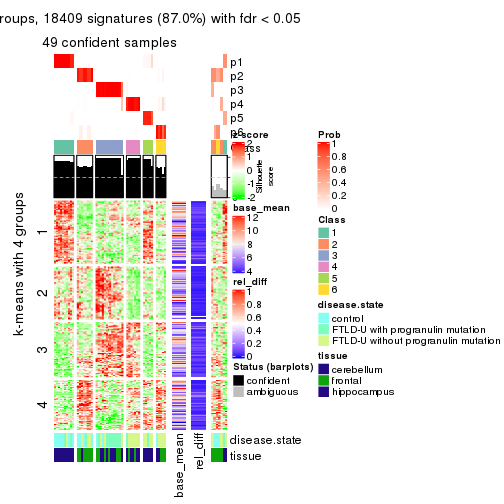 roups, 18409 signatures (87.0%) with fdr < 0.05
49 confident samples
p1
p2
p3
p4
p5
p6
z-score
2
1
0
-1
-2
Class
Silhouette score
k-means with 4 groups
1
2
3
4
base_mean
12
10
8
6
4
rel_diff
1
0.8
0.6
0.4
0.2
0
Status (barplots)
confident
ambiguous
Prob
1
0.8
0.6
0.4
0.2
0
Class
1
2
3
4
5
6
disease.state
control
FTLD-U with progranulin mutation
FTLD-U without progranulin mutation
tissue
cerebellum
frontal
hippocampus
disease.state
tissue
base_mean
rel_diff